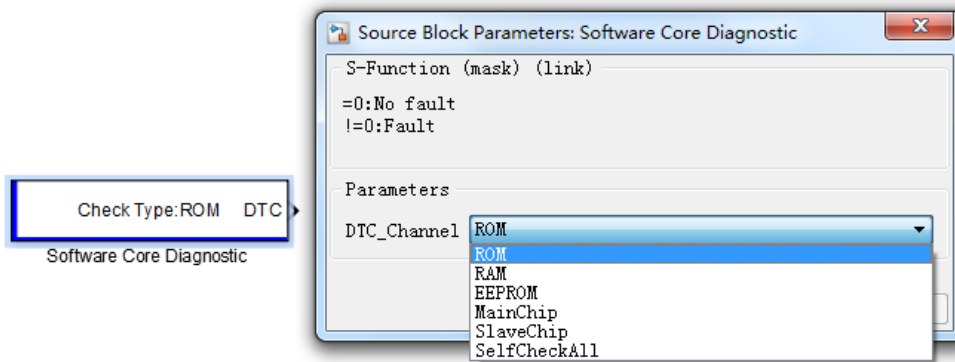 Source Block Parameters: Software Core Diagnostic
S-Function (mask) (link)
=0:No fault
!=0:Fault
Parameters
DTC_Channel ROM
ROM
RAM
EEPROM
MainChip
SlaveChip
SelfCheckAll
Check Type:ROM DTC
Software Core Diagnostic